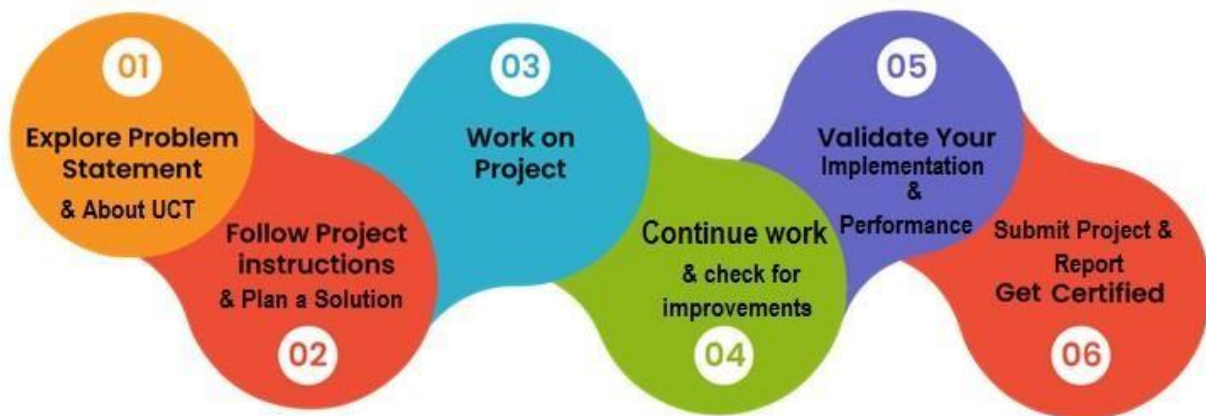 01
Explore Problem
Statement
& About UCT
Follow Project
instructions
& Plan a Solution
02
03
Work on
Project
Continue work
& check for
improvements
04
05
Validate Your
Implementation
&
Performance
Submit Project &
Report
Get Certified
06